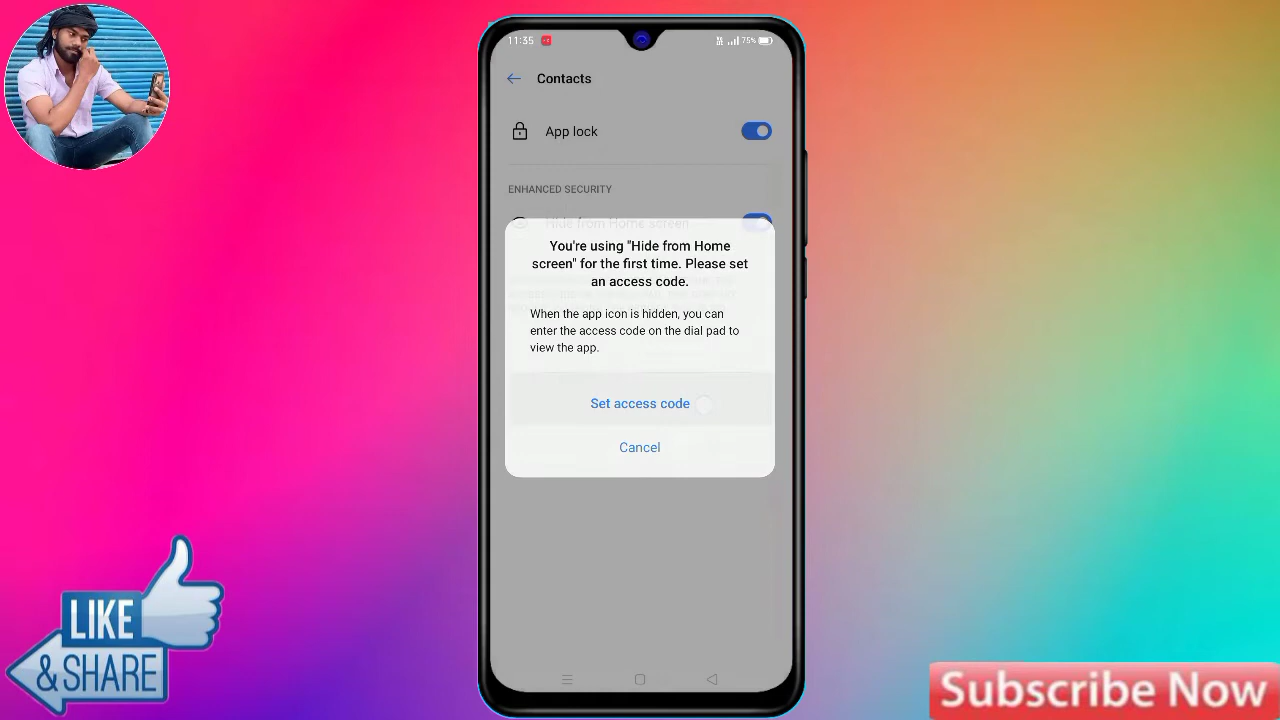 11:35
75%
Contacts
App lock
ENHANCED SECURITY
Hide from Home screen
You're using "Hide from Home
screen" for the first time. Please set
an access code.
When the app icon is hidden, you can
enter the access code on the dial pad to
view the app.
Set access code
Cancel
LIKE
& SHARE
Subscribe Now